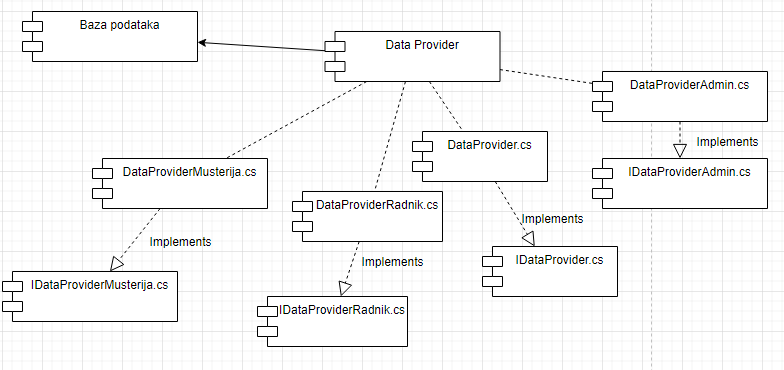 Baza podataka
Data Provider
DataProviderAdmin.cs
Implements
DataProvider.cs
DataProviderMusterija.cs
IDataProviderAdmin.cs
DataProviderRadnik.cs
Implements
Implements
IDataProvider.cs
Implements
IDataProviderMusterija.cs
IDataProviderRadnik.cs